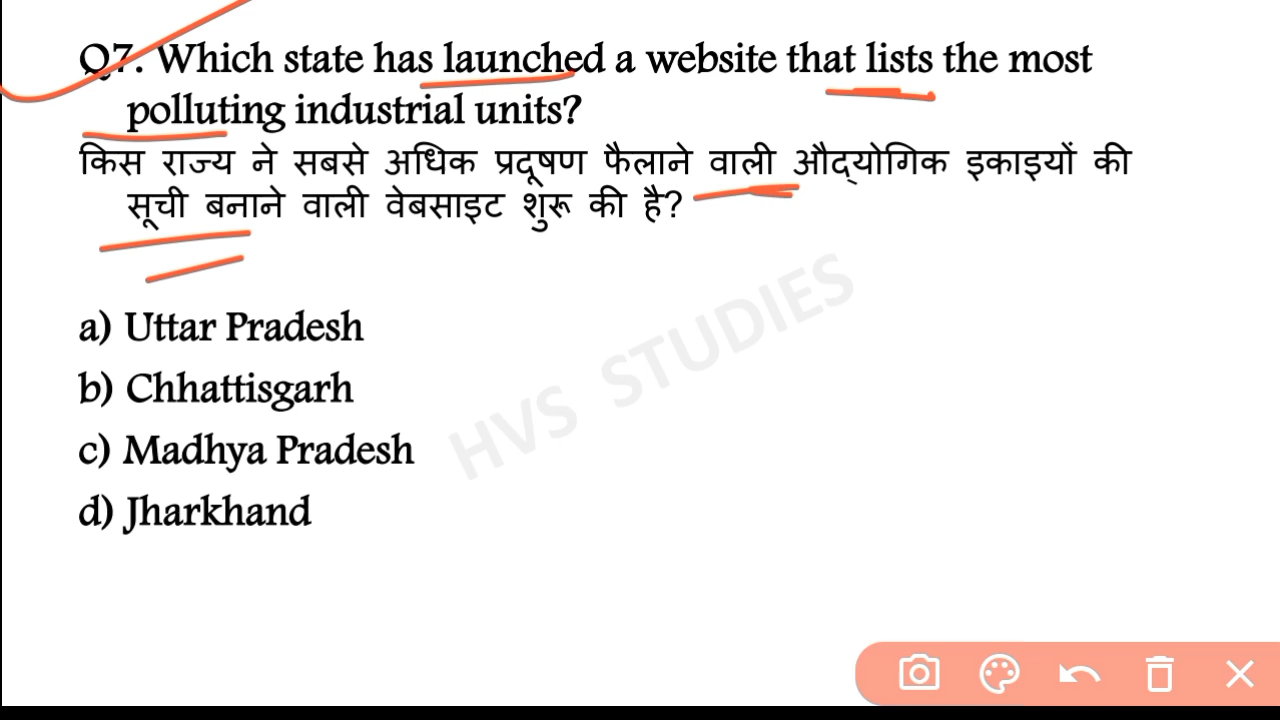 Q7. Which state has launched a website that lists the most
polluting industrial units?
किस राज्य ने सबसे अधिक प्रदूषण फैलाने वाली औद्योगिक इकाइयों की
सूची बनाने वाली वेबसाइट शुरू की है?
a) Uttar Pradesh
b) Chhattisgarh
c) Madhya Pradesh
d) Jharkhand
HVS STUDIES